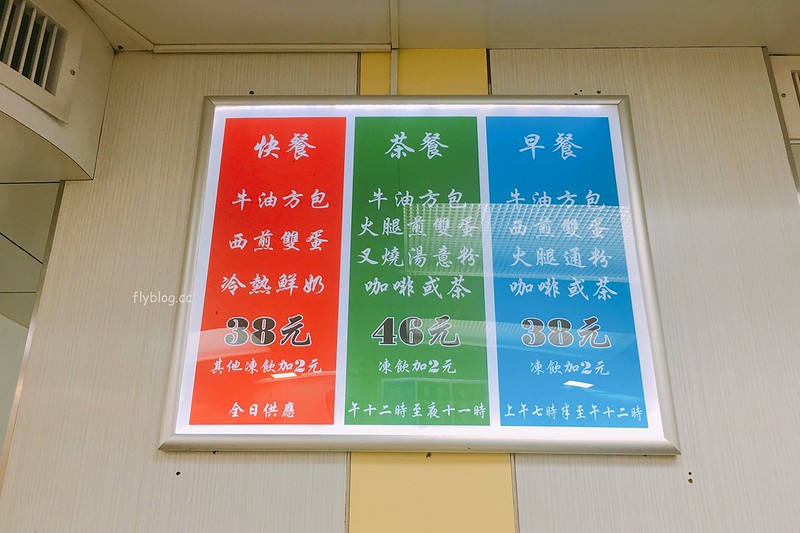 快餐
牛油方包
西煎雙蛋
冷熱鮮奶
38元
其他凍飲加2元
全日供應
茶餐
牛油方包
火腿煎雙蛋
叉燒湯意粉
咖啡或茶
46元
凍飲加2元
午十二時至夜十一時
早餐
牛油方包
西煎雙蛋
火腿通粉
咖啡或茶
38元
凍飲加2元
上午七時半至午十二時
flyblog.cc